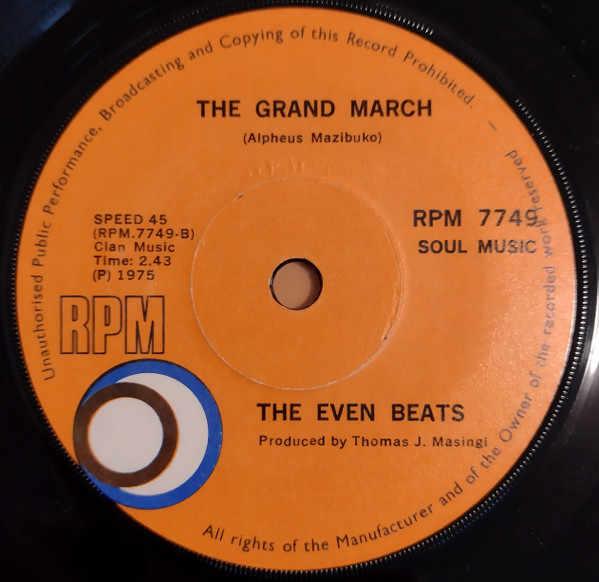 Unauthorised Public Performance, Broadcasting and Copying of this Record Prohibited.
THE GRAND MARCH
(Alpheus Mazibuko)
SPEED 45
(RPM.7749-B)
Clan Music
Time: 2.43
(P) 1975
RPM 7749
SOUL MUSIC
RPM
THE EVEN BEATS
Produced by Thomas J. Masingi
All rights of the Manufacturer and of the Owner of the recorded work reserved